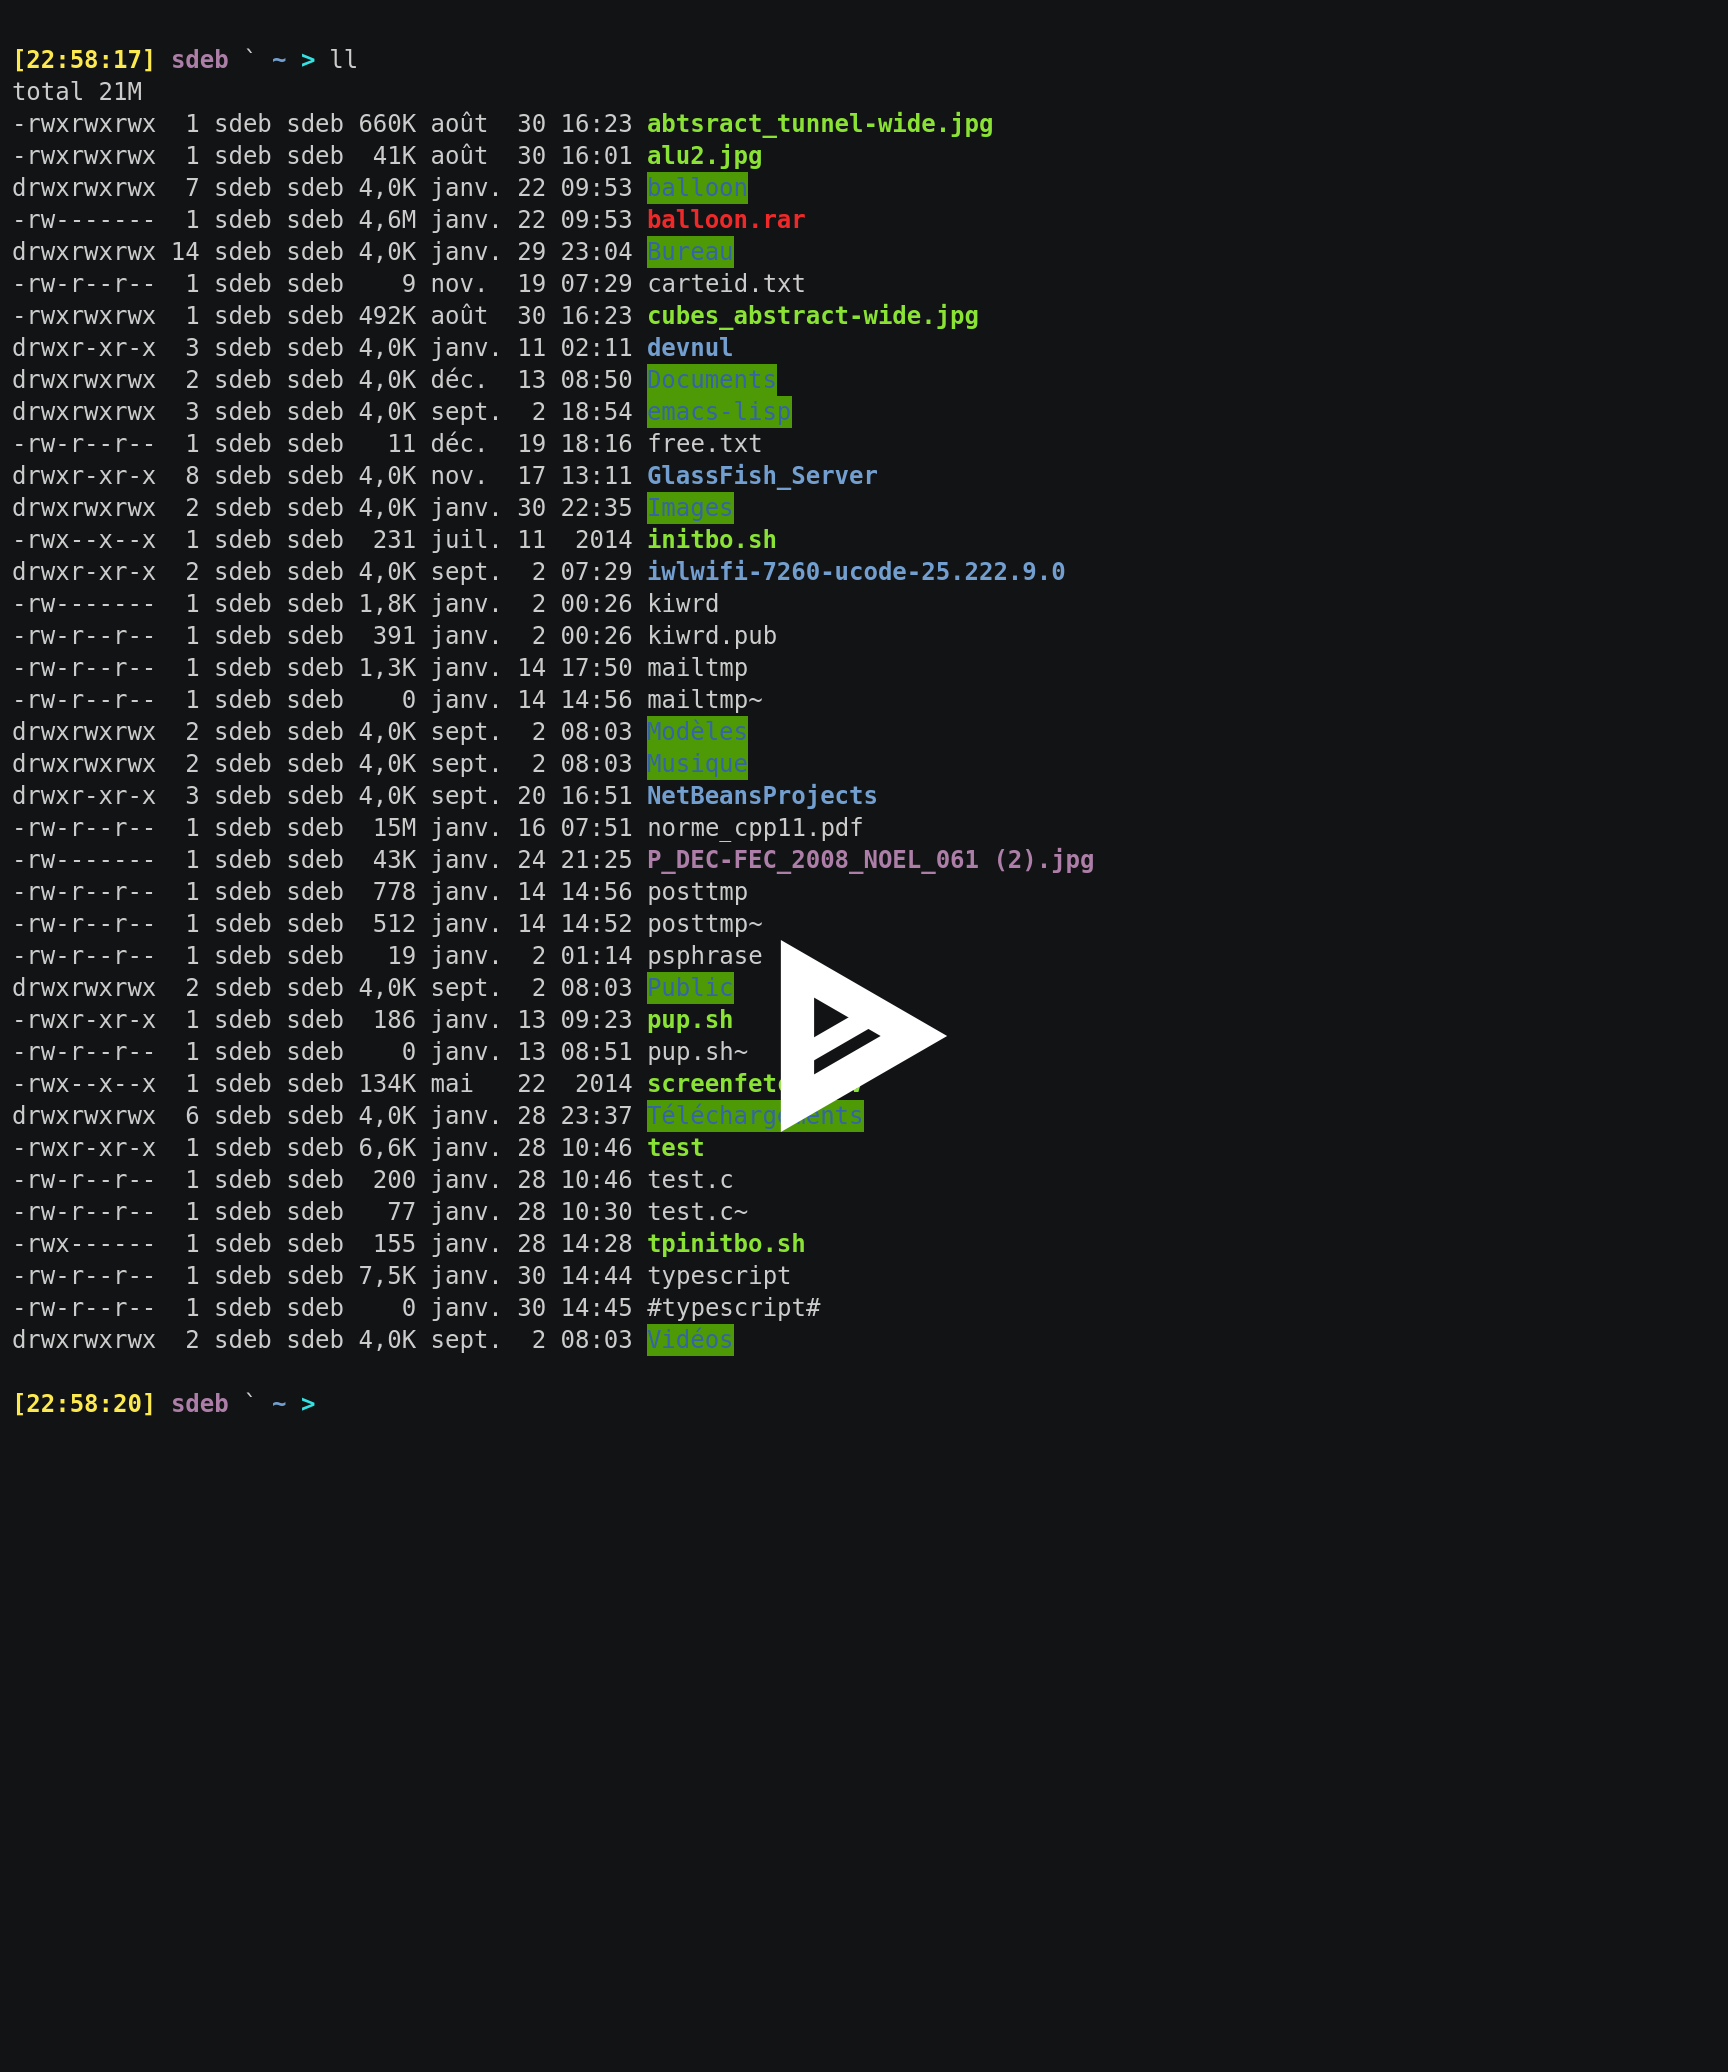 [22:58:17] sdeb ` ~ > ll
total 21M
-rwxrwxrwx  1 sdeb sdeb 660K août  30 16:23 abtsract_tunnel-wide.jpg
-rwxrwxrwx  1 sdeb sdeb  41K août  30 16:01 alu2.jpg
drwxrwxrwx  7 sdeb sdeb 4,0K janv. 22 09:53 balloon
-rw-------  1 sdeb sdeb 4,6M janv. 22 09:53 balloon.rar
drwxrwxrwx 14 sdeb sdeb 4,0K janv. 29 23:04 Bureau
-rw-r--r--  1 sdeb sdeb    9 nov.  19 07:29 carteid.txt
-rwxrwxrwx  1 sdeb sdeb 492K août  30 16:23 cubes_abstract-wide.jpg
drwxr-xr-x  3 sdeb sdeb 4,0K janv. 11 02:11 devnul
drwxrwxrwx  2 sdeb sdeb 4,0K déc.  13 08:50 Documents
drwxrwxrwx  3 sdeb sdeb 4,0K sept.  2 18:54 emacs-lisp
-rw-r--r--  1 sdeb sdeb   11 déc.  19 18:16 free.txt
drwxr-xr-x  8 sdeb sdeb 4,0K nov.  17 13:11 GlassFish_Server
drwxrwxrwx  2 sdeb sdeb 4,0K janv. 30 22:35 Images
-rwx--x--x  1 sdeb sdeb  231 juil. 11  2014 initbo.sh
drwxr-xr-x  2 sdeb sdeb 4,0K sept.  2 07:29 iwlwifi-7260-ucode-25.222.9.0
-rw-------  1 sdeb sdeb 1,8K janv.  2 00:26 kiwrd
-rw-r--r--  1 sdeb sdeb  391 janv.  2 00:26 kiwrd.pub
-rw-r--r--  1 sdeb sdeb 1,3K janv. 14 17:50 mailtmp
-rw-r--r--  1 sdeb sdeb    0 janv. 14 14:56 mailtmp~
drwxrwxrwx  2 sdeb sdeb 4,0K sept.  2 08:03 Modèles
drwxrwxrwx  2 sdeb sdeb 4,0K sept.  2 08:03 Musique
drwxr-xr-x  3 sdeb sdeb 4,0K sept. 20 16:51 NetBeansProjects
-rw-r--r--  1 sdeb sdeb  15M janv. 16 07:51 norme_cpp11.pdf
-rw-------  1 sdeb sdeb  43K janv. 24 21:25 P_DEC-FEC_2008_NOEL_061 (2).jpg
-rw-r--r--  1 sdeb sdeb  778 janv. 14 14:56 posttmp
-rw-r--r--  1 sdeb sdeb  512 janv. 14 14:52 posttmp~
-rw-r--r--  1 sdeb sdeb   19 janv.  2 01:14 psphrase
drwxrwxrwx  2 sdeb sdeb 4,0K sept.  2 08:03 Public
-rwxr-xr-x  1 sdeb sdeb  186 janv. 13 09:23 pup.sh
-rw-r--r--  1 sdeb sdeb    0 janv. 13 08:51 pup.sh~
-rwx--x--x  1 sdeb sdeb 134K mai   22  2014
drwxrwxrwx  6 sdeb sdeb 4,0K janv. 28 23:37 Téléchargements
-rwxr-xr-x  1 sdeb sdeb 6,6K janv. 28 10:46 test
-rw-r--r--  1 sdeb sdeb  200 janv. 28 10:46 test.c
-rw-r--r--  1 sdeb sdeb   77 janv. 28 10:30 test.c~
-rwx------  1 sdeb sdeb  155 janv. 28 14:28 tpinitbo.sh
-rw-r--r--  1 sdeb sdeb 7,5K janv. 30 14:44 typescript
-rw-r--r--  1 sdeb sdeb    0 janv. 30 14:45 #typescript#
drwxrwxrwx  2 sdeb sdeb 4,0K sept.  2 08:03 Vidéos
[22:58:20] sdeb ` ~ >